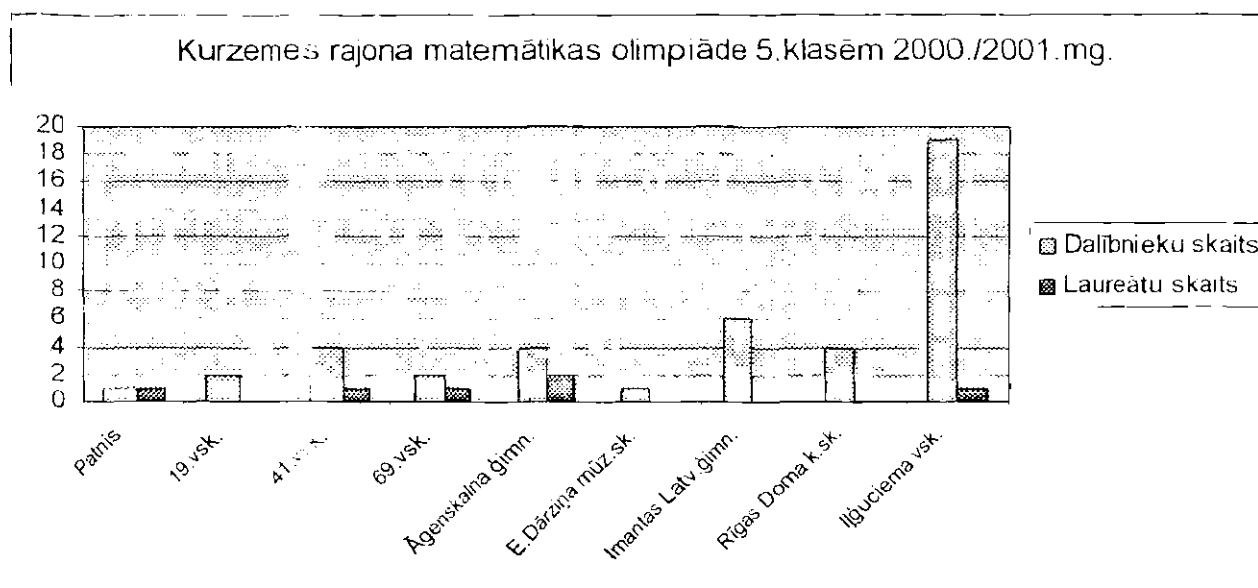 Kurzemes rajona matemātikas olimpiāde 5.klasēm 2000./2001.mg.
20
18
16
14
12
10
8
6
4
2
0
Dalībnieku skaits
Laureātu skaits
Patnis
19.vsk.
41.vsk.
69.vsk.
Āgenskalna ģimn.
E.Dārziņa mūz.sk.
Imantas Latv.ģimn.
Rīgas Doma k.sk.
Iļģuciema vsk.